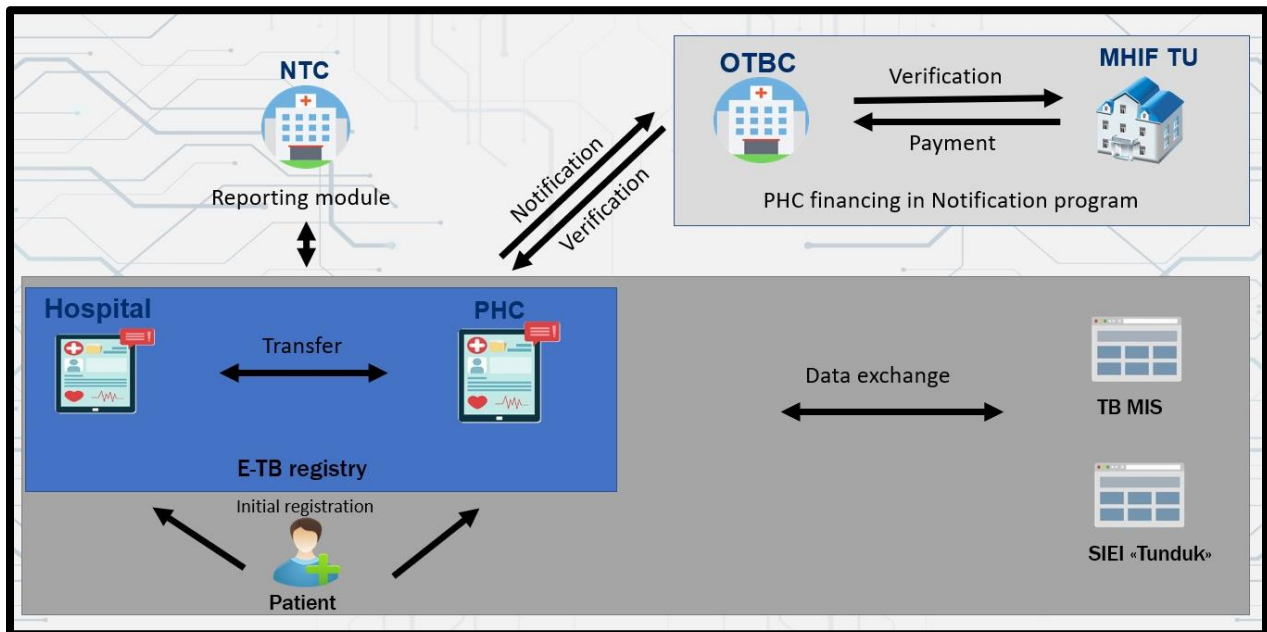 NTC
Reporting module
OTBC
MHIF TU
Verification
Payment
PHC financing in Notification program
Notification
Verification
Hospital
PHC
Transfer
E-TB registry
Initial registration
Patient
Data exchange
TB MIS
SIEI «Tunduk»